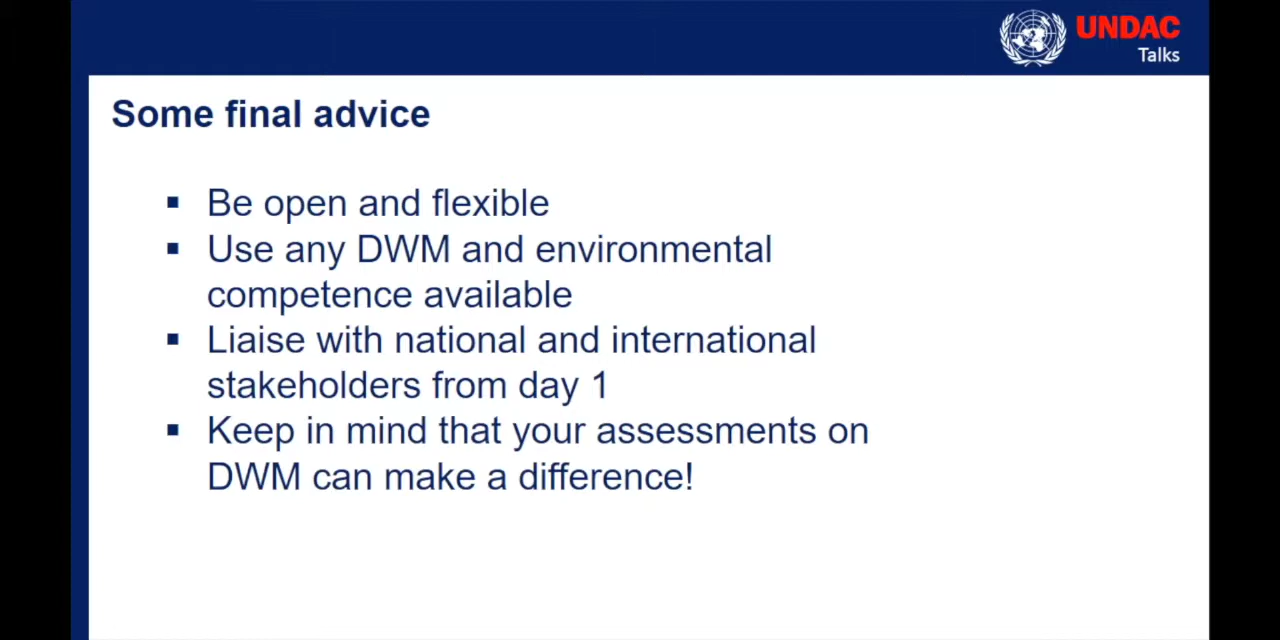 UNDAC
Talks
Some final advice
▪ Be open and flexible
▪ Use any DWM and environmental
competence available
▪ Liaise with national and international
stakeholders from day 1
▪ Keep in mind that your assessments on
DWM can make a difference!